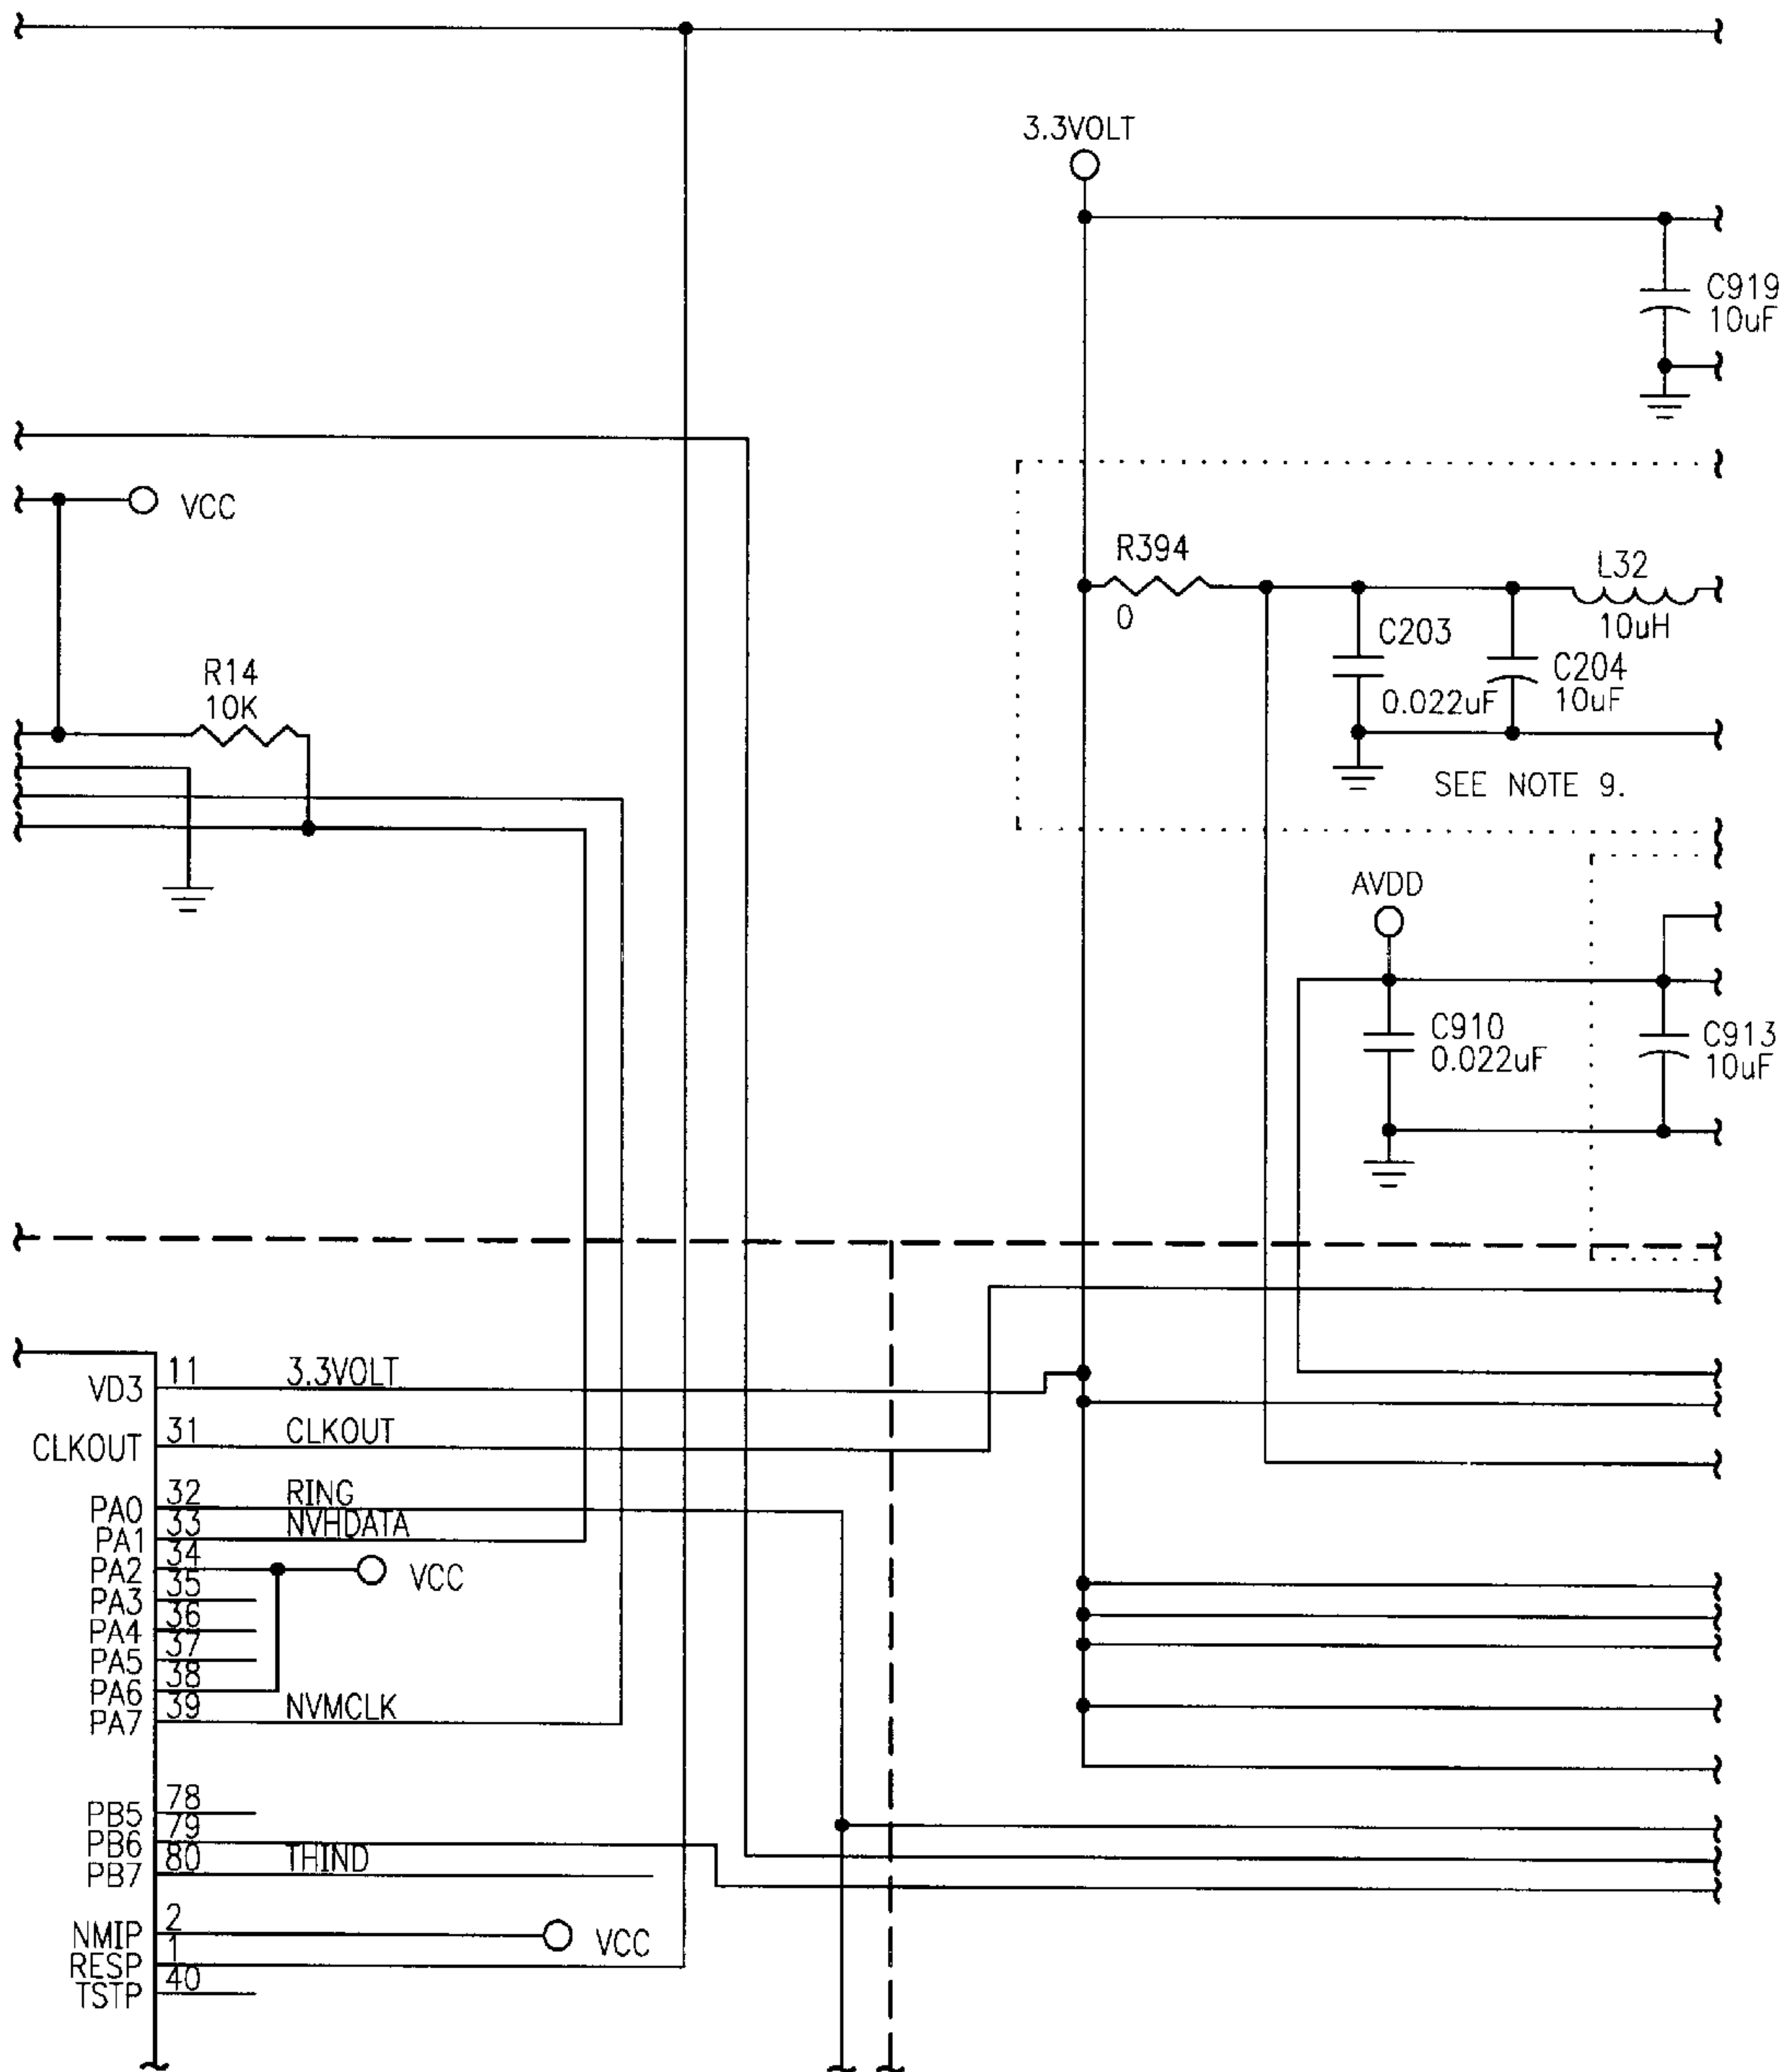 3.3VOLT
C919
10uF
VCC
R394
0
L32
10uH
C203
0.022uF
C204
10uF
R14
10K
SEE NOTE 9.
AVDD
C910
0.022uF
C913
10uF
VD3 11 3.3VOLT
CLKOUT 31 CLKOUT
PA0 32 RING
PA1 33 NVHDATA
PA2 34 VCC
PA3 35
PA4 36
PA5 37
PA6 38
PA7 39 NVMCLK
PB5 78
PB6 79
PB7 80 THIND
NMIP 2 VCC
RESP 1
TSTP 40